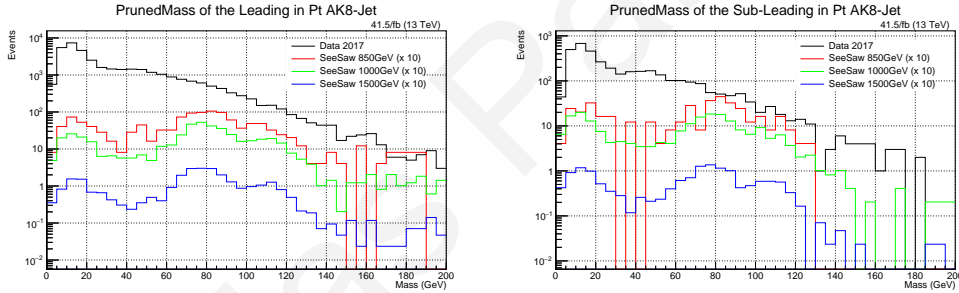 PrunedMass of the Leading in Pt AK8-Jet
41.5/fb (13 TeV)
Events
Data 2017
SeeSaw 850GeV (x 10)
SeeSaw 1000GeV (x 10)
SeeSaw 1500GeV (x 10)
10⁴
10³
10²
10
1
10⁻¹
10⁻²
0 20 40 60 80 100 120 140 160 180 200
Mass (GeV)
PrunedMass of the Sub-Leading in Pt AK8-Jet
41.5/fb (13 TeV)
Events
Data 2017
SeeSaw 850GeV (x 10)
SeeSaw 1000GeV (x 10)
SeeSaw 1500GeV (x 10)
10³
10²
10
1
10⁻¹
10⁻²
0 20 40 60 80 100 120 140 160 180 200
Mass (GeV)